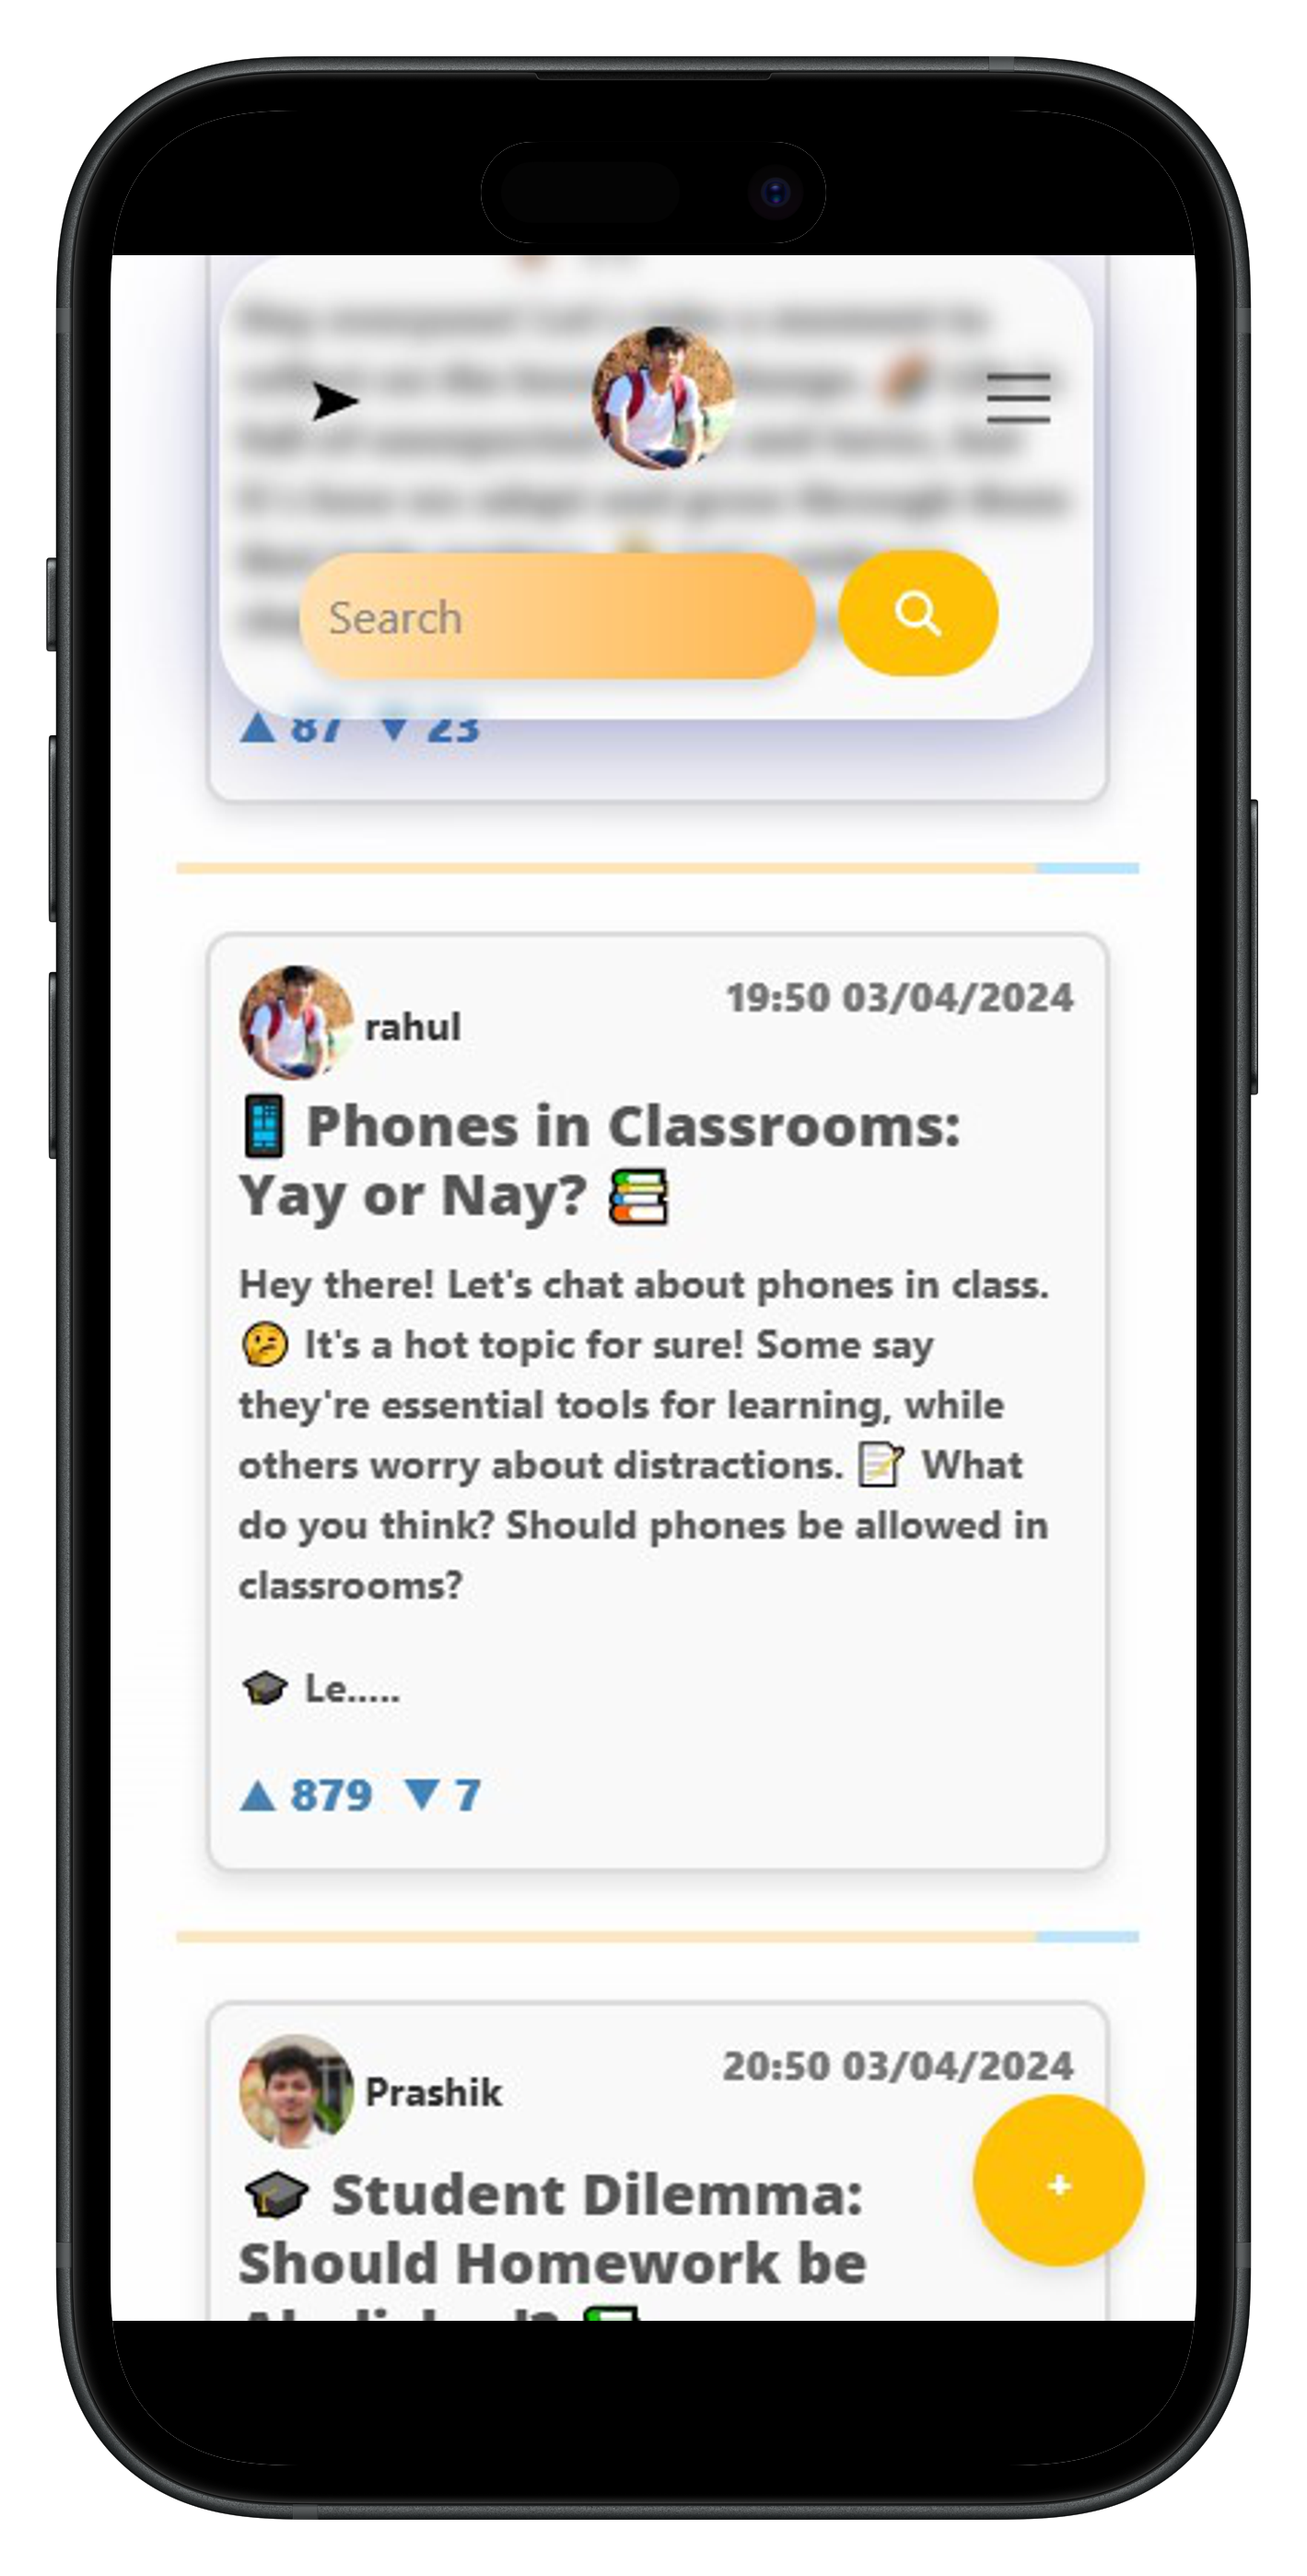 Search
▲ 87 ▼ 23
19:50 03/04/2024
rahul
📱 Phones in Classrooms:
Yay or Nay? 📚
Hey there! Let's chat about phones in class.
🤔 It's a hot topic for sure! Some say
they're essential tools for learning, while
others worry about distractions. 📝 What
do you think? Should phones be allowed in
classrooms?
🎓 Le.....
▲ 879 ▼ 7
20:50 03/04/2024
Prashik
🎓 Student Dilemma:
Should Homework be